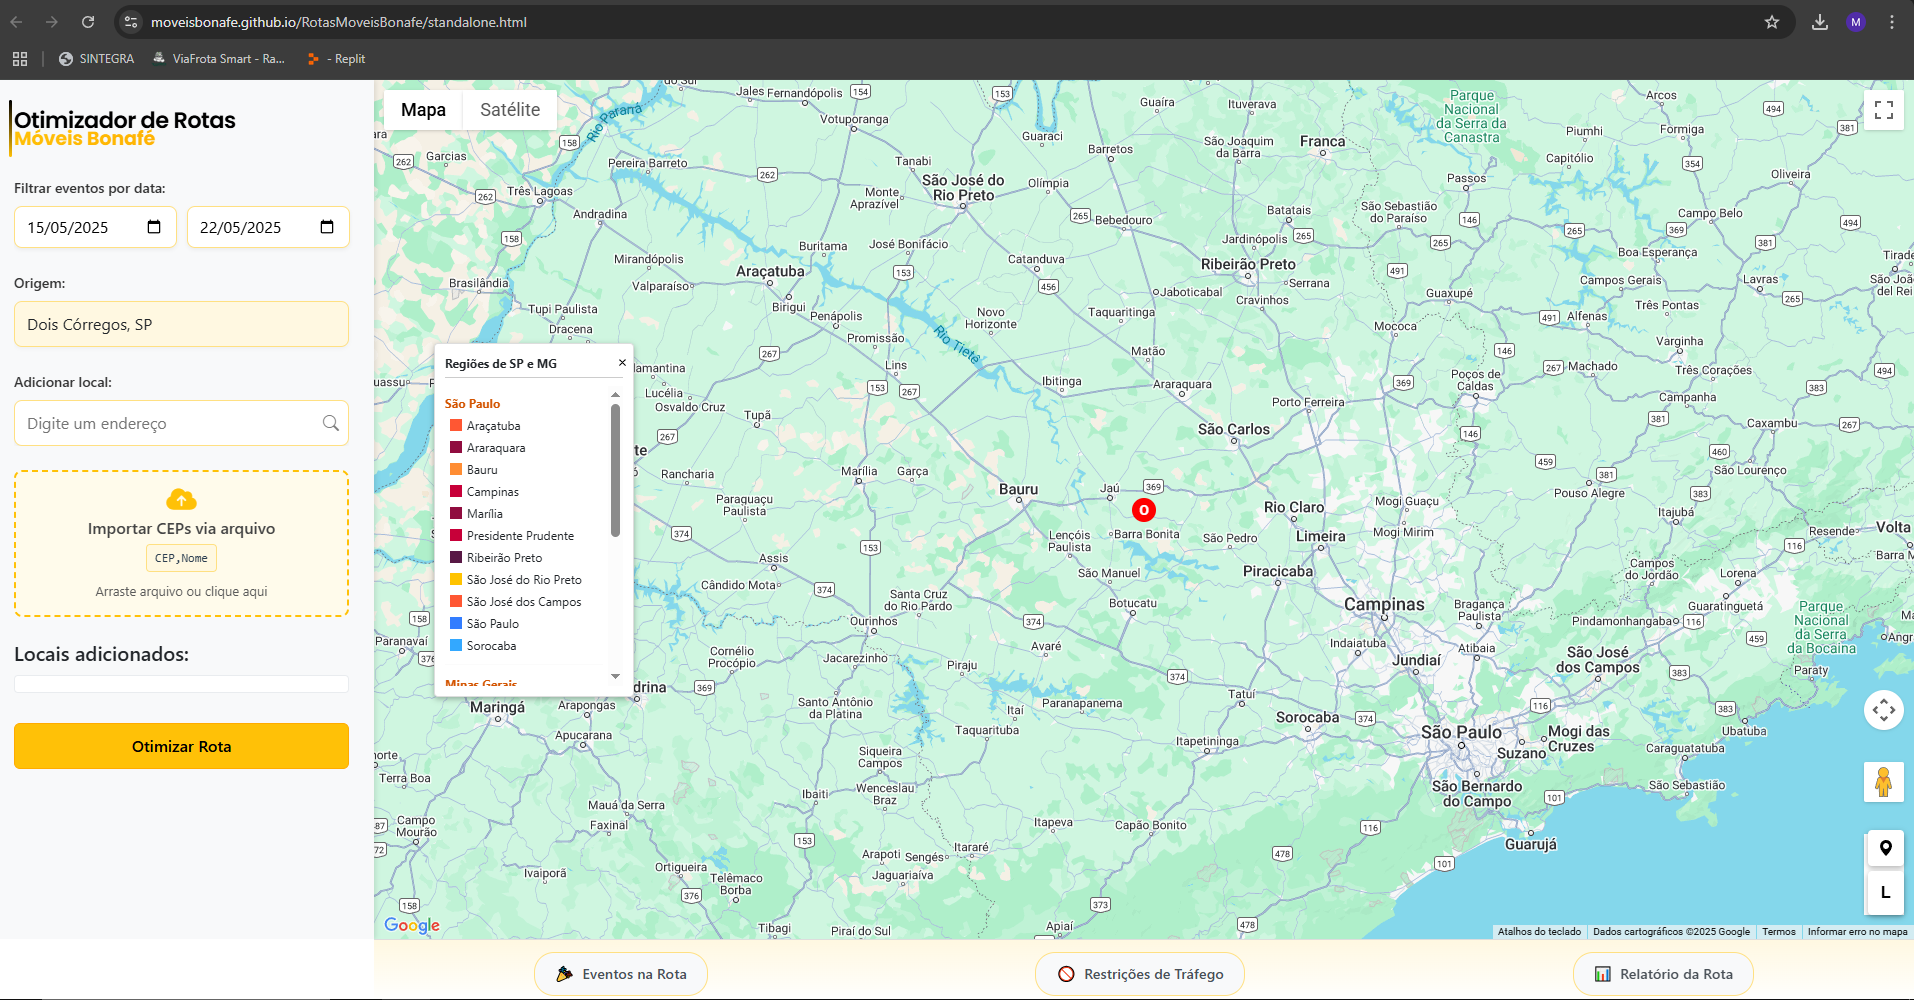 moveisbonafe.github.io/RotasMoveisBonafe/standalone.html
M
SINTEGRA
ViaFrota Smart - Ra...
- Replit
Otimizador de Rotas
Móveis Bonafé
Filtrar eventos por data:
15/05/2025
22/05/2025
Origem:
Dois Córregos, SP
Adicionar local:
Digite um endereço
Importar CEPs via arquivo
CEP,Nome
Arraste arquivo ou clique aqui
Locais adicionados:
Otimizar Rota
Mapa
Satélite
Regiões de SP e MG
×
São Paulo
Araçatuba
Araraquara
Bauru
Campinas
Marília
Presidente Prudente
Ribeirão Preto
São José do Rio Preto
São José dos Campos
São Paulo
Sorocaba
Minas Gerais
Jales
Fernandópolis
Votuporanga
Guaíra
Ituverava
Arcos
Parque
Nacional
da Serra da
Canastra
Piumhi
Formiga
Rio Paraná
Garcias
Pereira Barreto
Guaraci
Barretos
São Joaquim
da Barra
Franca
Capitólio
Oliveira
Tanabi
São José do
Rio Preto
Olímpia
Passos
Três Lagoas
Monte
Aprazível
Andradina
Bebedouro
Batatais
São Sebastião
do Paraíso
Campo Belo
Buritama
José Bonifácio
Jardinópolis
Boa Esperança
Mirandópolis
Catanduva
Ribeirão Preto
Araçatuba
Brasilândia
Valparaíso
Birigui
Jaboticabal
Serrana
Cravinhos
Guaxupé
Campos Gerais
Lavras
Três Pontas
Tupi Paulista
Dracena
Penápolis
Novo
Horizonte
Taquaritinga
Mococa
Alfenas
Promissão
Rio Tietê
Matão
Varginha
Lins
Ibitinga
Araraquara
Poços de
Caldas
Machado
Três Corações
Lucélia
Osvaldo Cruz
Tupã
Porto Ferreira
Campanha
Caxambu
São Carlos
Rancharia
Marília
Garça
São Lourenço
Paraguaçu
Paulista
Bauru
Jaú
O
Barra Bonita
Rio Claro
Mogi Guaçu
Pouso Alegre
Itajubá
Lençóis
Paulista
São Pedro
Limeira
Mogi Mirim
Resende
Volta
Assis
Cândido Mota
São Manuel
Piracicaba
Campos
do Jordão
Lorena
Santa Cruz
do Rio Pardo
Botucatu
Campinas
Bragança
Paulista
Guaratinguetá
Pindamonhangaba
Parque
Nacional
da Serra
da Bocaina
Ourinhos
Avaré
Indaiatuba
Paranavaí
Cornélio
Procópio
Jacarezinho
Piraju
Jundiaí
Atibaia
São José
dos Campos
Paraty
Tatuí
Maringá
Arapongas
Santo Antônio
da Platina
Itaí
Paranapanema
Taquarituba
Sorocaba
São Paulo
Mogi das
Cruzes
Suzano
Ubatuba
Apucarana
Itapetininga
Caraguatatuba
Terra Boa
Siqueira
Campos
Wenceslau
Braz
Ibaiti
São Bernardo
do Campo
São Sebastião
Mauá da Serra
Faxinal
Campo
Mourão
Itapeva
Capão Bonito
Guarujá
Ivaiporã
Arapoti
Sengés
Itararé
Jaguariaíva
Ortigueira
Telêmaco
Borba
Tibagi
Piraí do Sul
Apiaí
L
Google
Atalhos do teclado
Dados cartográficos ©2025 Google
Termos
Informar erro no mapa
Eventos na Rota
Restrições de Tráfego
Relatório da Rota